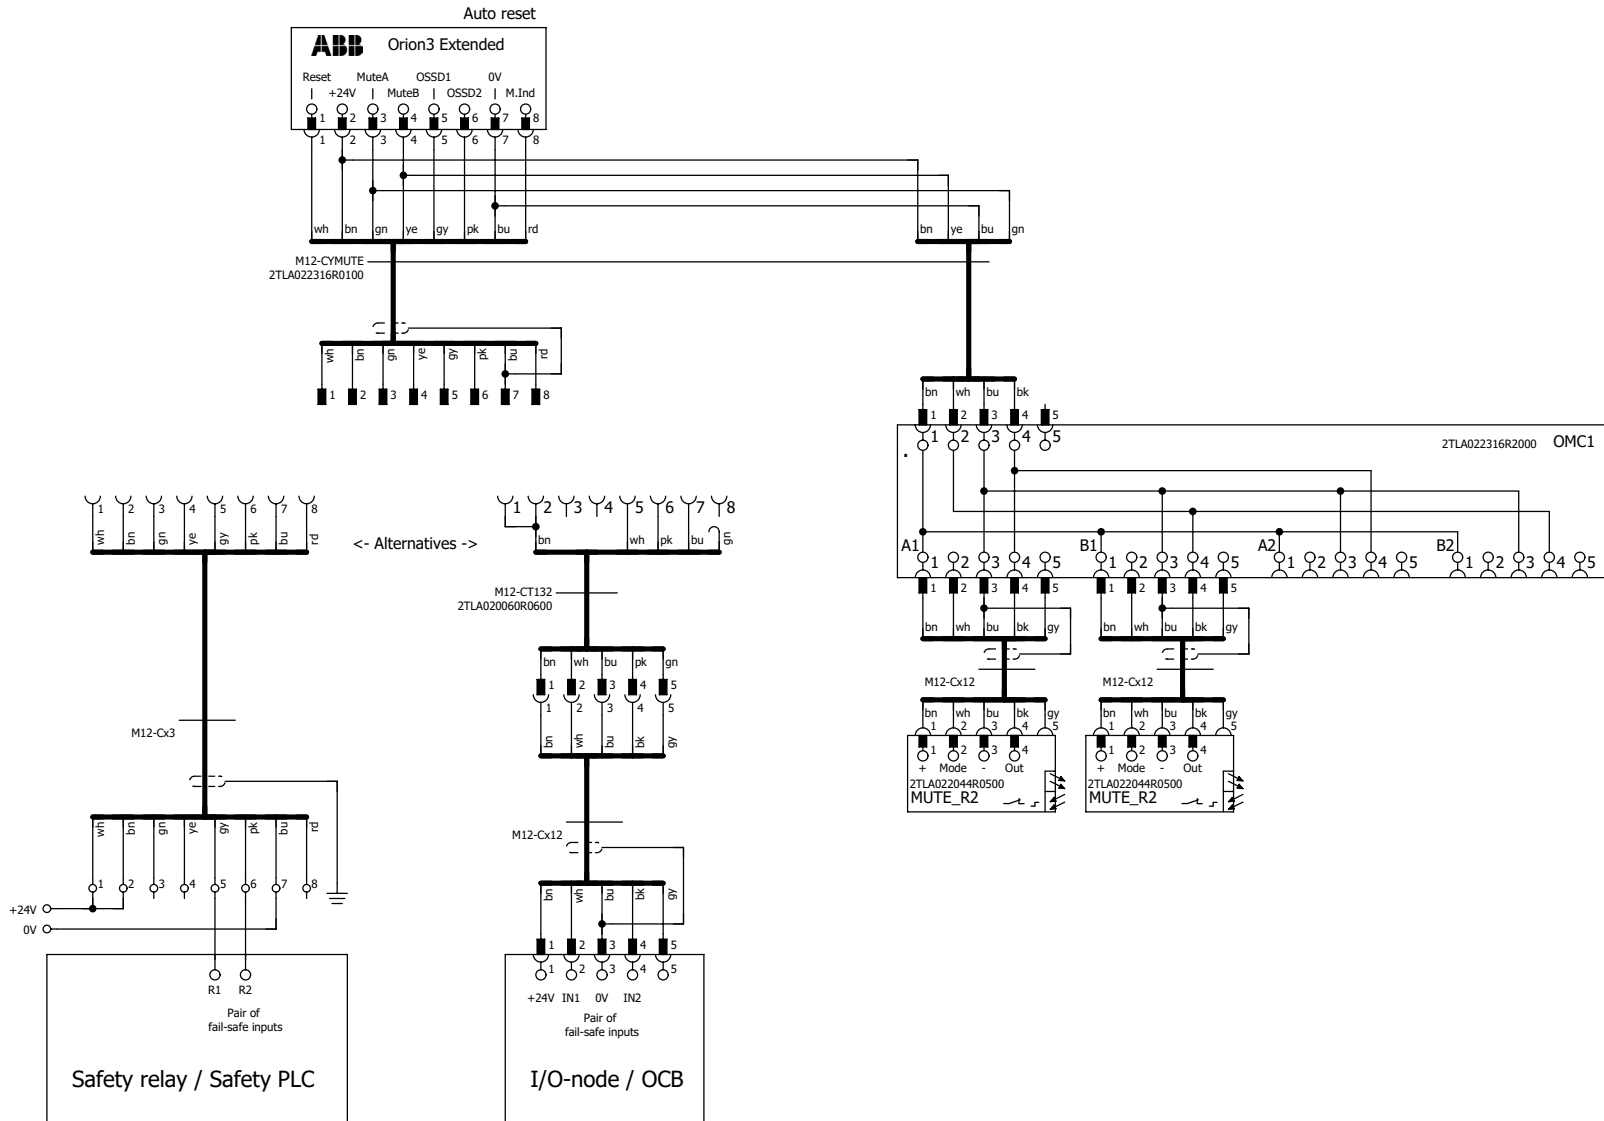 Auto reset
ABB Orion3 Extended
Reset MuteA OSSD1 0V
+24V MuteB OSSD2 M.Ind
1 2 3 4 5 6 7 8
1 2 3 4 5 6 7 8
wh bn gn ye gy pk bu rd
bn ye bu gn
M12-CYMUTE
2TLA022316R0100
wh bn gn ye gy pk bu rd
1 2 3 4 5 6 7 8
bn wh bu bk
1 2 3 4 5
1 2 3 4 5
2TLA022316R2000 OMC1
.
A1 B1 A2 B2
1 2 3 4 5 1 2 3 4 5 1 2 3 4 5 1 2 3 4 5
1 2 3 4 5 1 2 3 4 5
bn wh bu bk gy bn wh bu bk gy
M12-Cx12 M12-Cx12
bn wh bu bk gy bn wh bu bk gy
1 2 3 4 5 1 2 3 4 5
1 2 3 4 1 2 3 4
+ Mode - Out + Mode - Out
2TLA022044R0500 2TLA022044R0500
MUTE_R2 MUTE_R2
1 2 3 4 5 6 7 8
wh bn gn ye gy pk bu rd
<- Alternatives ->
1 2 3 4 5 6 7 8
bn wh pk bu gn
M12-CT132
2TLA020060R0600
bn wh bu pk gn
1 2 3 4 5
1 2 3 4 5
bn wh bu bk gy
M12-Cx3
M12-Cx12
wh bn gn ye gy pk bu rd
1 2 3 4 5 6 7 8
+24V
0V
R1 R2
Pair of
fail-safe inputs
Safety relay / Safety PLC
bn wh bu bk gy
1 2 3 4 5
1 2 3 4 5
+24V IN1 0V IN2
Pair of
fail-safe inputs
I/O-node / OCB